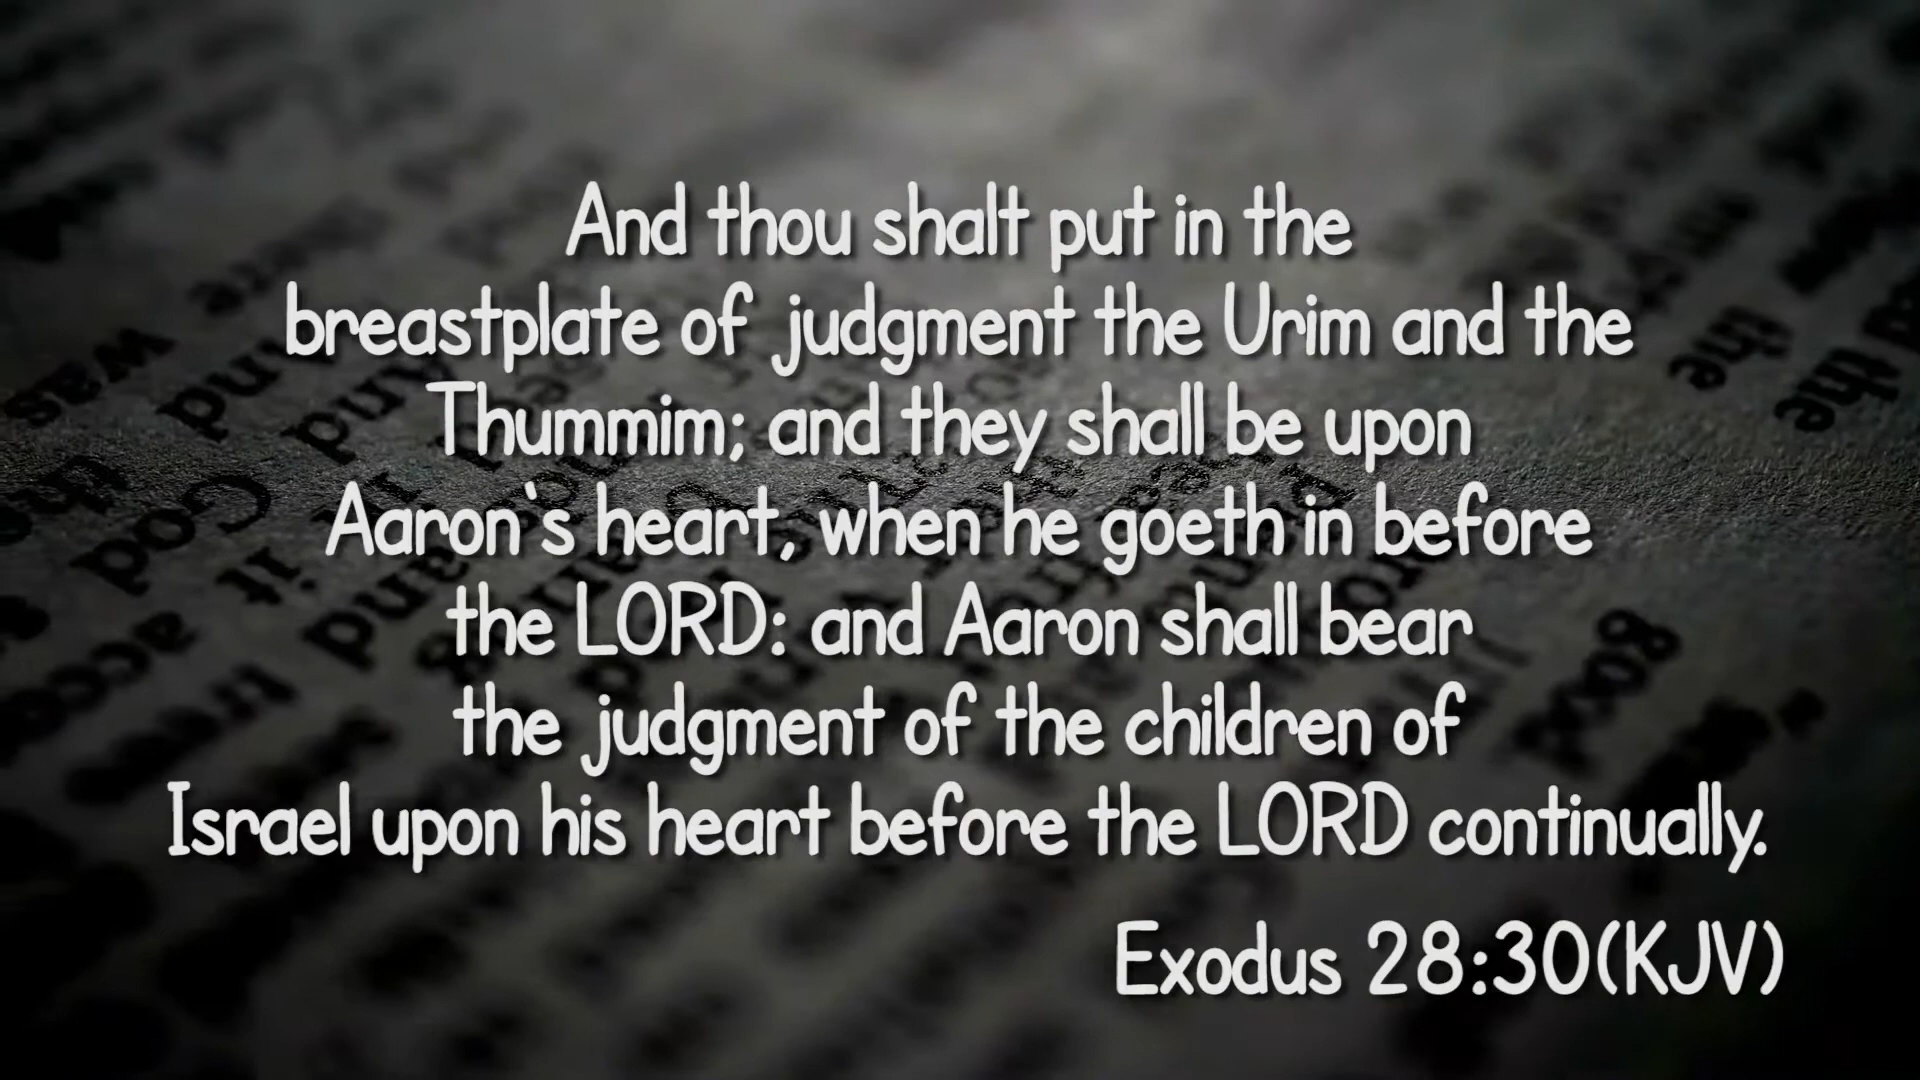 And thou shalt put in the
breastplate of judgment the Urim and the
Thummim; and they shall be upon
Aaron's heart, when he goeth in before
the LORD: and Aaron shall bear
the judgment of the children of
Israel upon his heart before the LORD continually.
Exodus 28:30(KJV)